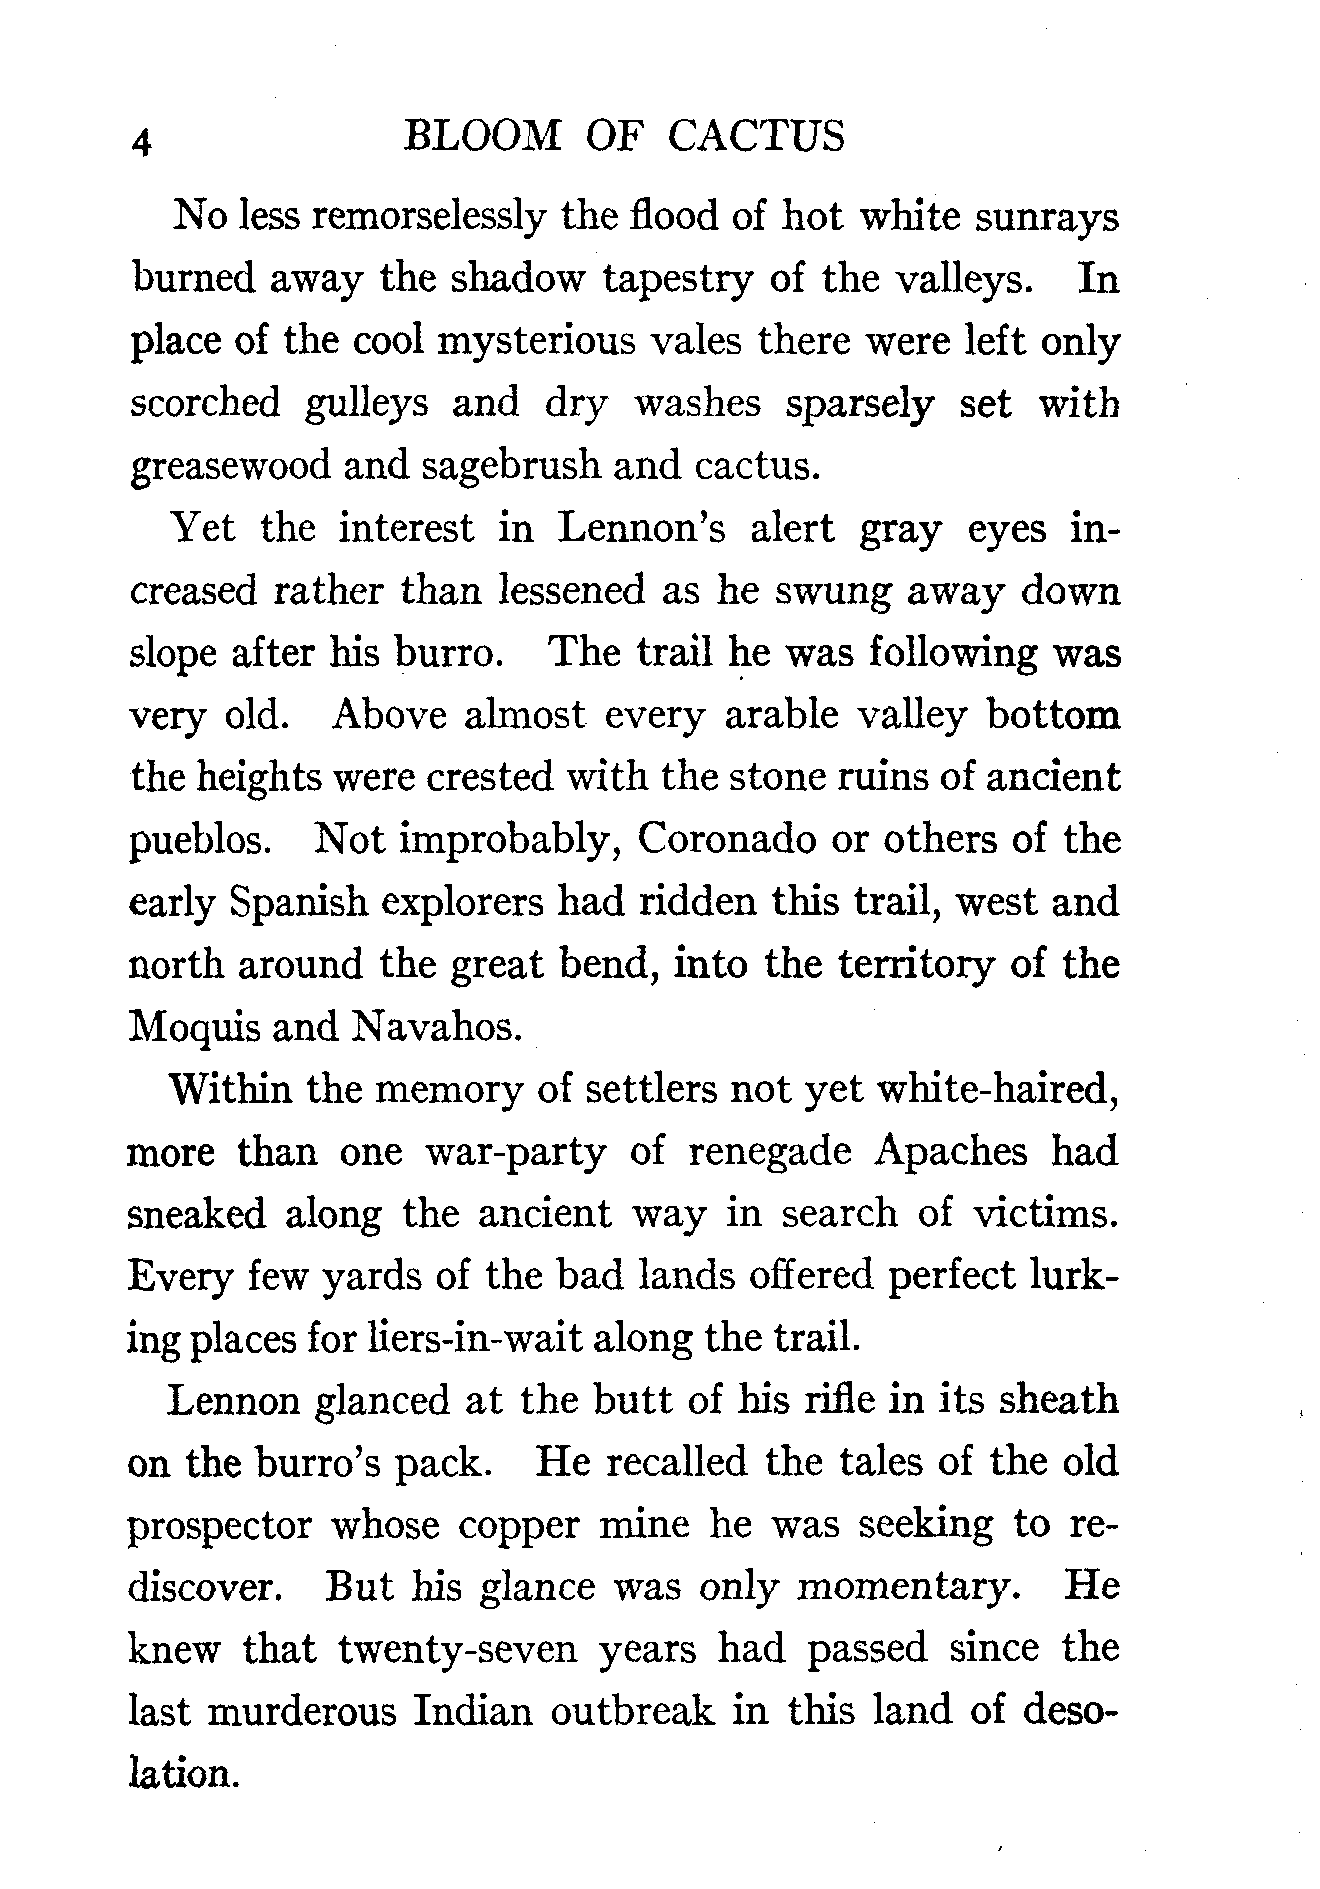 4 BLOOM OF CACTUS
No less remorselessly the flood of hot white sunrays
burned away the shadow tapestry of the valleys. In
place of the cool mysterious vales there were left only
scorched gulleys and dry washes sparsely set with
greasewood and sagebrush and cactus.
Yet the interest in Lennon's alert gray eyes in-
creased rather than lessened as he swung away down
slope after his burro. The trail he was following was
very old. Above almost every arable valley bottom
the heights were crested with the stone ruins of ancient
pueblos. Not improbably, Coronado or others of the
early Spanish explorers had ridden this trail, west and
north around the great bend, into the territory of the
Moquis and Navahos.
Within the memory of settlers not yet white-haired,
more than one war-party of renegade Apaches had
sneaked along the ancient way in search of victims.
Every few yards of the bad lands offered perfect lurk-
ing places for liers-in-wait along the trail.
Lennon glanced at the butt of his rifle in its sheath
on the burro's pack. He recalled the tales of the old
prospector whose copper mine he was seeking to re-
discover. But his glance was only momentary. He
knew that twenty-seven years had passed since the
last murderous Indian outbreak in this land of deso-
lation.